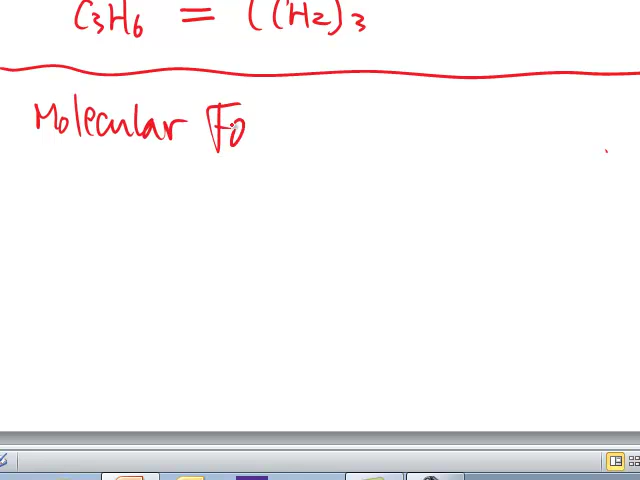 C3H6 = (CH2)3
Molecular Fo